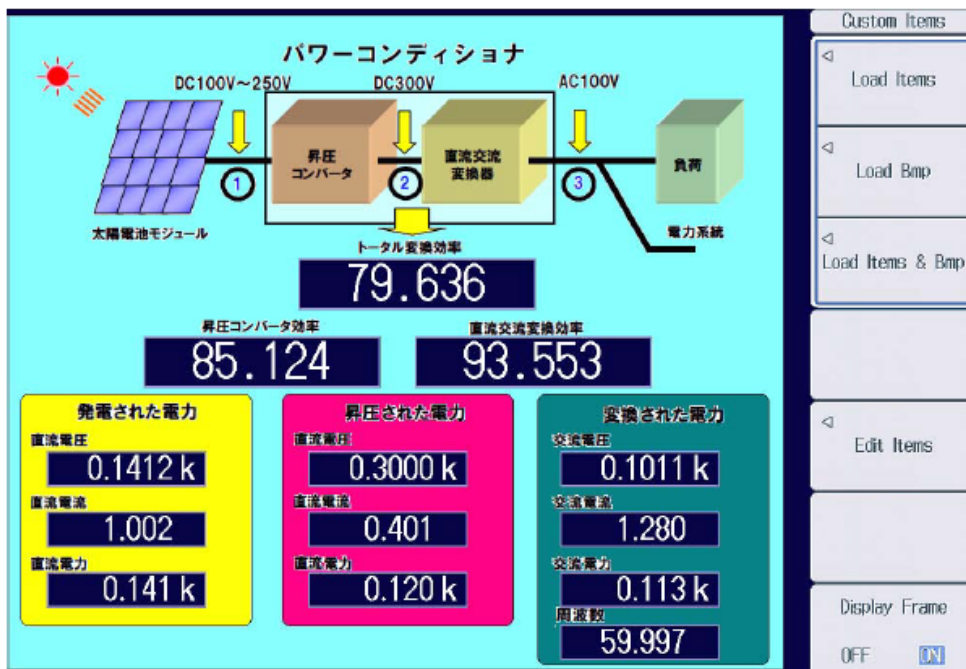 Custom Items
パワーコンディショナ
DC100V～250V
DC300V
AC100V
Load Items
昇圧
コンバータ
直流交流
変換器
負荷
Load Bmp
1
2
3
太陽電池モジュール
電力系統
トータル変換効率
79.636
Load Items & Bmp
昇圧コンバータ効率
直流交流変換効率
85.124
93.553
発電された電力
直流電圧
0.1412 k
直流電流
1.002
直流電力
0.141 k
昇圧された電力
直流電圧
0.3000 k
直流電流
0.401
直流電力
0.120 k
変換された電力
交流電圧
0.1011 k
交流電流
1.280
交流電力
0.113 k
周波数
59.997
Edit Items
Display Frame
OFF ON